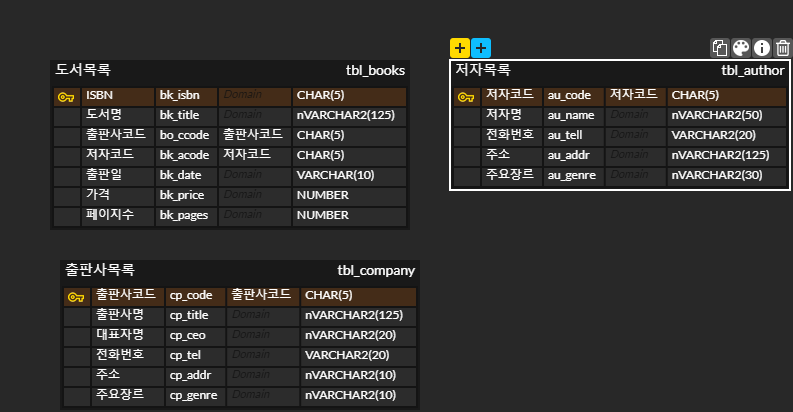 도서목록 tbl_books
ISBN bk_isbn Domain CHAR(5)
도서명 bk_title Domain nVARCHAR2(125)
출판사코드 bo_ccode 출판사코드 CHAR(5)
저자코드 bk_acode 저자코드 CHAR(5)
출판일 bk_date Domain VARCHAR(10)
가격 bk_price Domain NUMBER
페이지수 bk_pages Domain NUMBER
저자목록 tbl_author
저자코드 au_code 저자코드 CHAR(5)
저자명 au_name Domain nVARCHAR2(50)
전화번호 au_tell Domain VARCHAR2(20)
주소 au_addr Domain nVARCHAR2(125)
주요장르 au_genre Domain nVARCHAR2(30)
출판사목록 tbl_company
출판사코드 cp_code 출판사코드 CHAR(5)
출판사명 cp_title Domain nVARCHAR2(125)
대표자명 cp_ceo Domain nVARCHAR2(20)
전화번호 cp_tel Domain VARCHAR2(20)
주소 cp_addr Domain nVARCHAR2(10)
주요장르 cp_genre Domain nVARCHAR2(10)